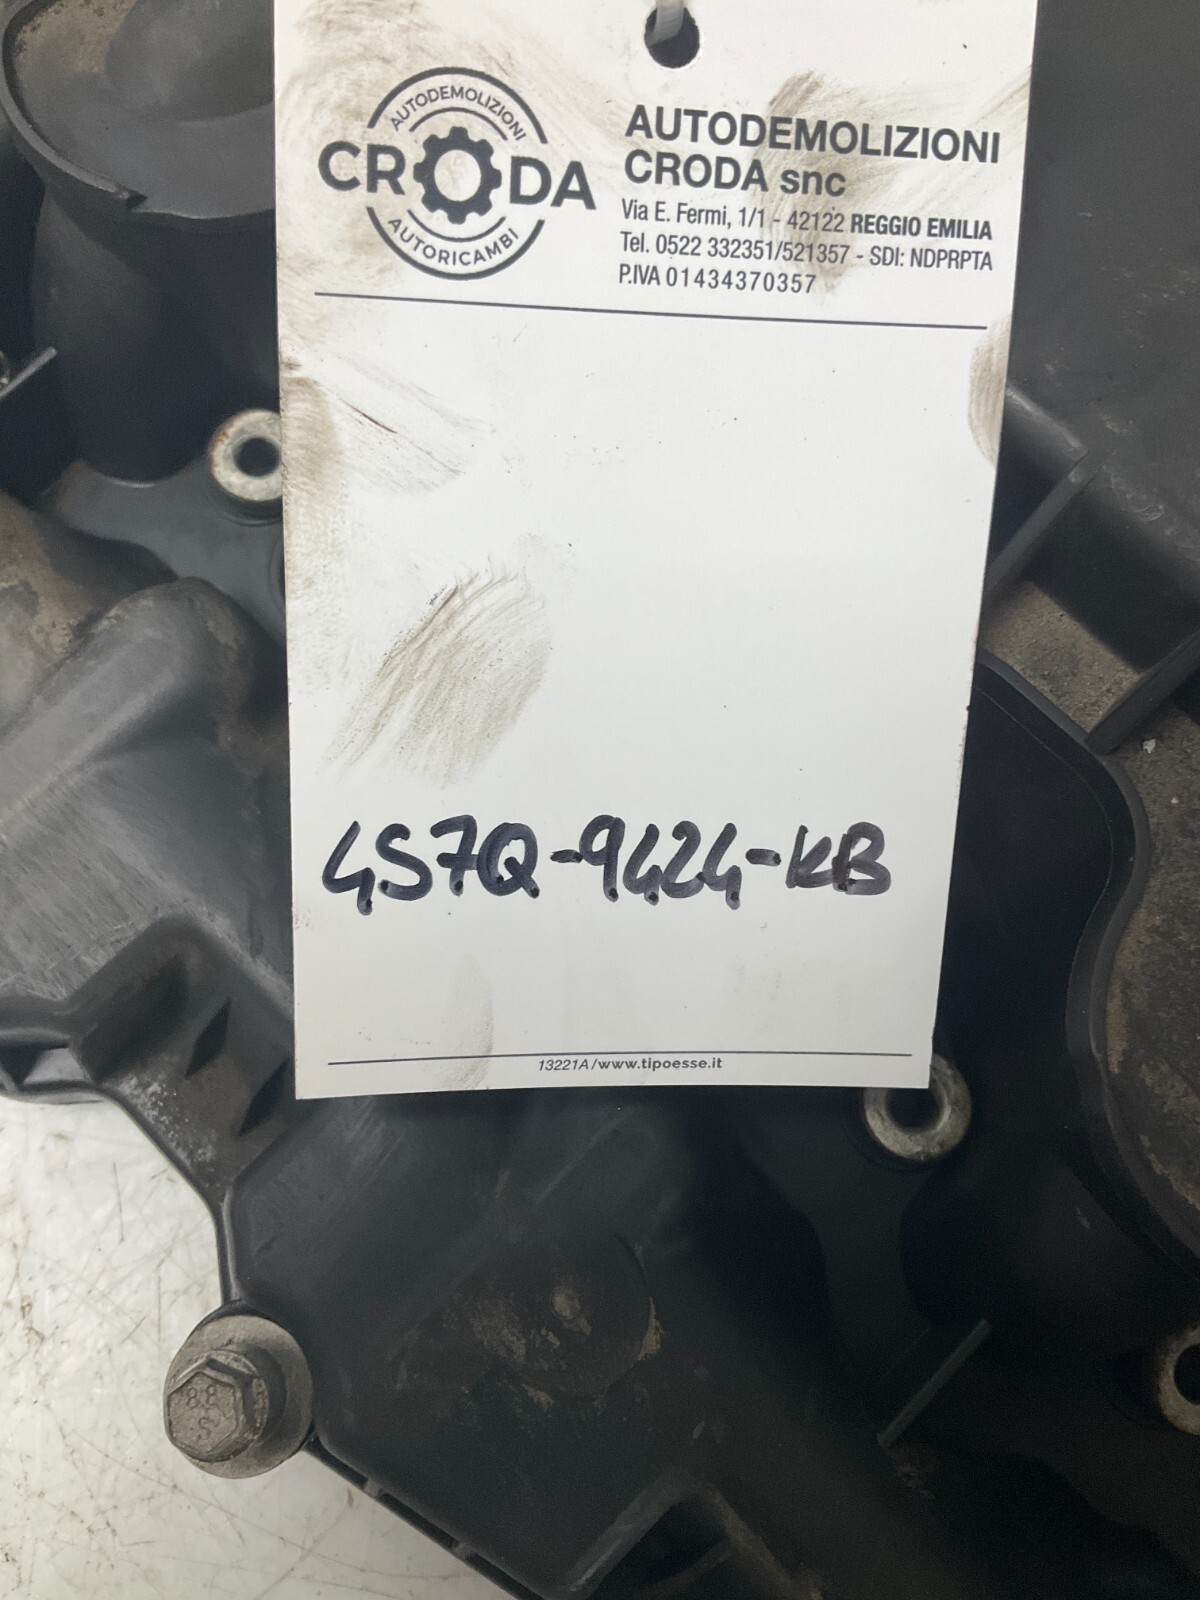 AUTODEMOLIZIONI
CRODA
AUTORICAMBI
AUTODEMOLIZIONI
CRODA snc
Via E. Fermi, 1/1 - 42122 REGGIO EMILIA
Tel. 0522 332351/521357 - SDI: NDPRPTA
P.IVA 01434370357
4S7Q-9424-KB
13221A/www.tipoesse.it
8.8
S